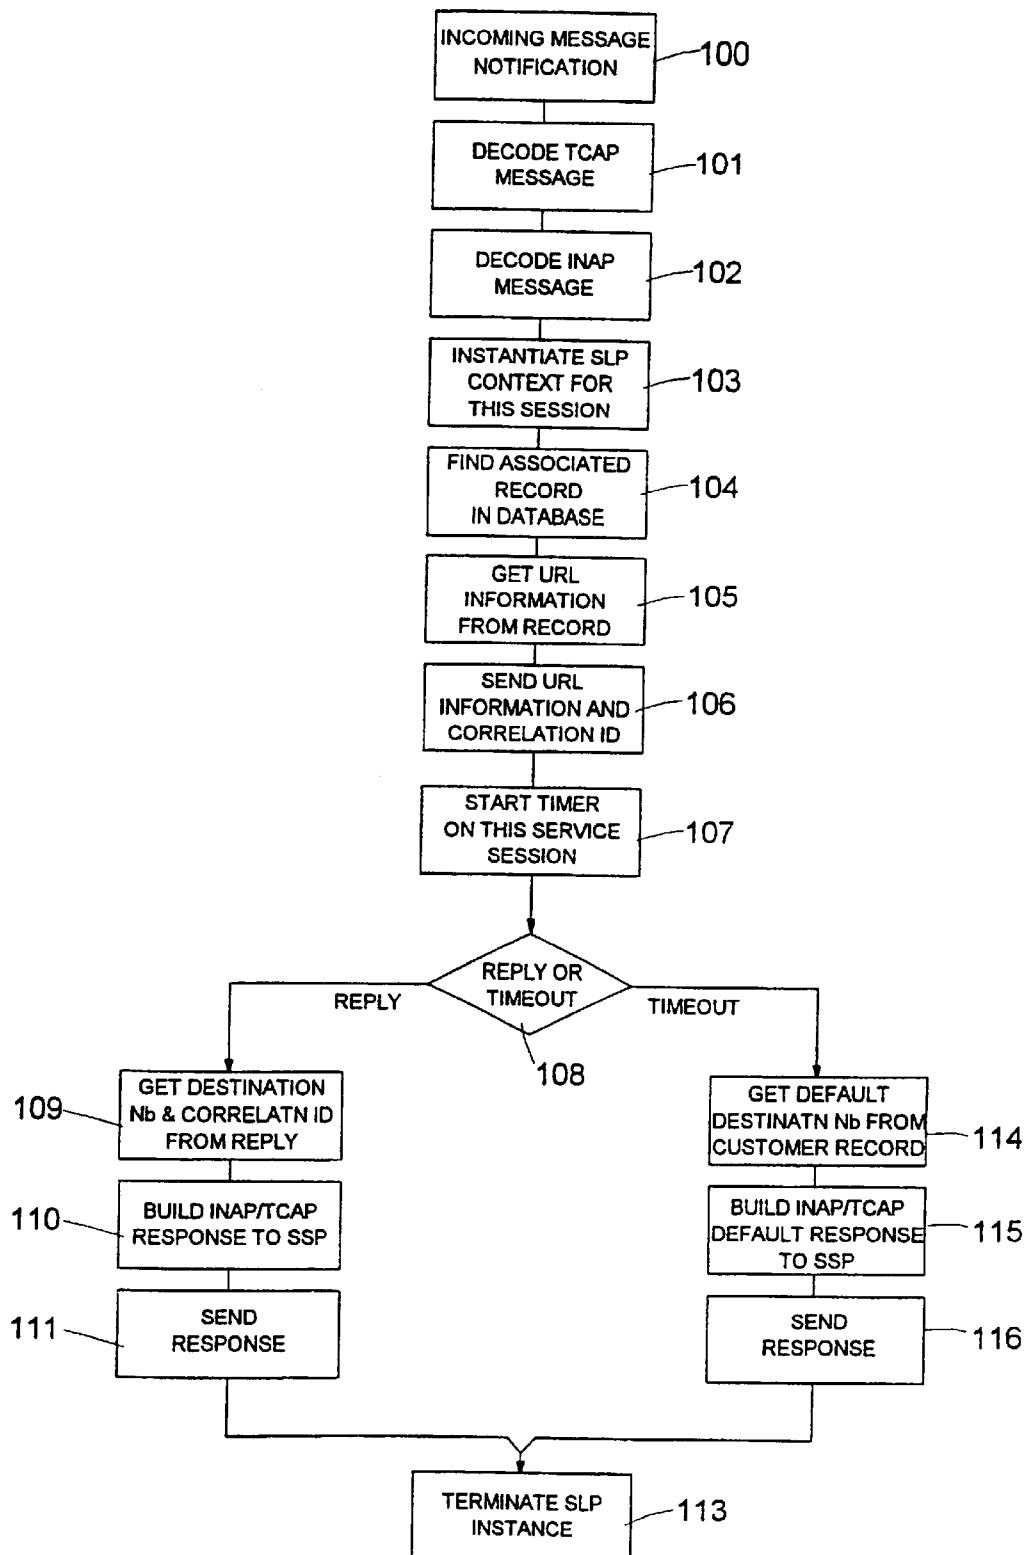 INCOMING MESSAGE
NOTIFICATION
100
DECODE TCAP
MESSAGE
101
DECODE INAP
MESSAGE
102
INSTANTIATE SLP
CONTEXT FOR
THIS SESSION
103
FIND ASSOCIATED
RECORD
IN DATABASE
104
GET URL
INFORMATION
FROM RECORD
105
SEND URL
INFORMATION AND
CORRELATION ID
106
START TIMER
ON THIS SERVICE
SESSION
107
REPLY OR
TIMEOUT
108
REPLY
TIMEOUT
GET DESTINATION
Nb & CORRELATN ID
FROM REPLY
109
BUILD INAP/TCAP
RESPONSE TO SSP
110
SEND
RESPONSE
111
GET DEFAULT
DESTINATN Nb FROM
CUSTOMER RECORD
114
BUILD INAP/TCAP
DEFAULT RESPONSE
TO SSP
115
SEND
RESPONSE
116
TERMINATE SLP
INSTANCE
113